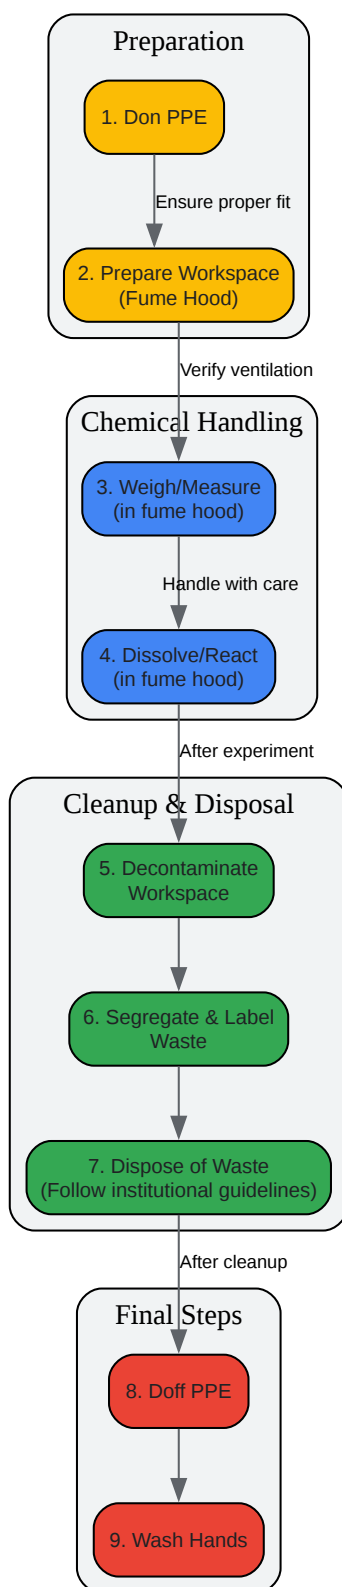 Preparation
1. Don PPE
Ensure proper fit
2. Prepare Workspace
(Fume Hood)
Verify ventilation
Chemical Handling
3. Weigh/Measure
(in fume hood)
Handle with care
4. Dissolve/React
(in fume hood)
After experiment
Cleanup & Disposal
5. Decontaminate
Workspace
6. Segregate & Label
Waste
7. Dispose of Waste
(Follow institutional guidelines)
After cleanup
Final Steps
8. Doff PPE
9. Wash Hands